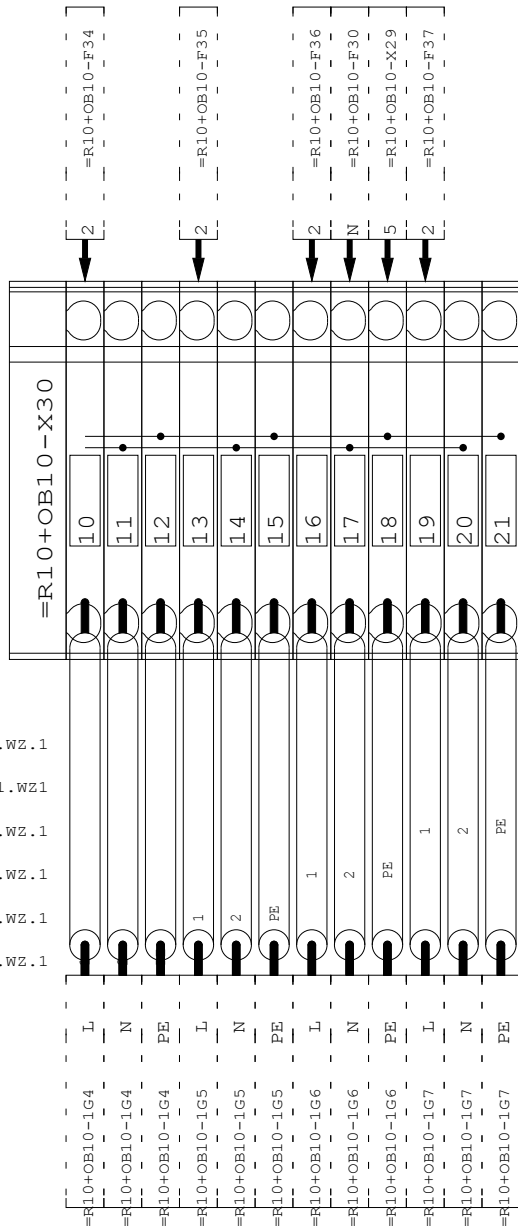 =R10+OB10-F34
=R10+OB10-F35
=R10+OB10-F36
=R10+OB10-F30
=R10+OB10-X29
=R10+OB10-F37
2
2
2
N
5
2
=R10+OB10-X30
10
11
12
13
14
15
16
17
18
19
20
21
.WZ.1
1.WZ1
.WZ.1
1
2
PE
.WZ.1
1
2
PE
.WZ.1
1
2
PE
.WZ.1
L
N
PE
L
N
PE
L
N
PE
L
N
PE
=R10+OB10-1G4
=R10+OB10-1G4
=R10+OB10-1G4
=R10+OB10-1G5
=R10+OB10-1G5
=R10+OB10-1G5
=R10+OB10-1G6
=R10+OB10-1G6
=R10+OB10-1G6
=R10+OB10-1G7
=R10+OB10-1G7
=R10+OB10-1G7